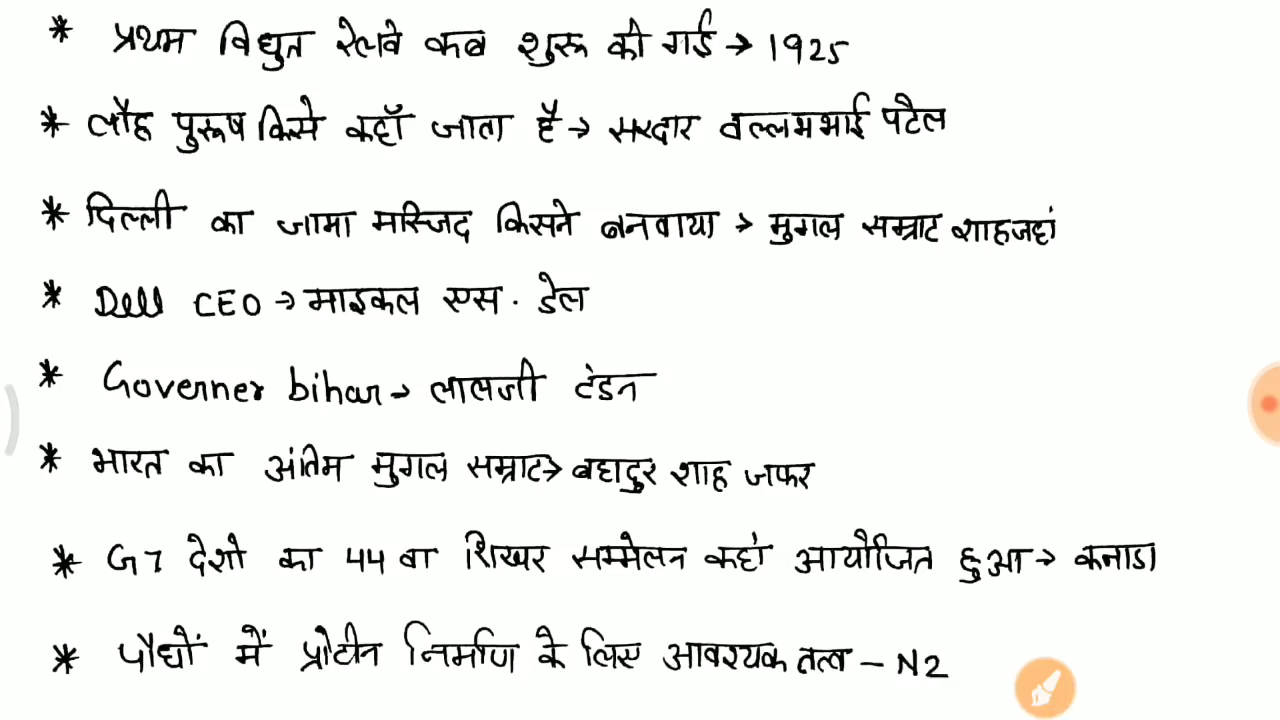 * प्रथम विद्युत रेलवे कब शुरू की गई → 1925
* लौह पुरूष किसे कहाँ जाता है → सरदार वल्लमभाई पटेल
* दिल्ली का जामा मस्जिद किसने बनवाया → मुगल सम्राट शाहजहां
* Dell CEO → माइकल एस. डेल
* Governer bihar → लालजी टंडन
* भारत का अंतिम मुगल सम्राट → बहादुर शाह जफर
* G7 देशो का 44 वा शिखर सम्मेलन कहां आयोजित हुआ → कनाडा
* पौधों में प्रोटीन निर्माण के लिए आवश्यक तत्व - N2